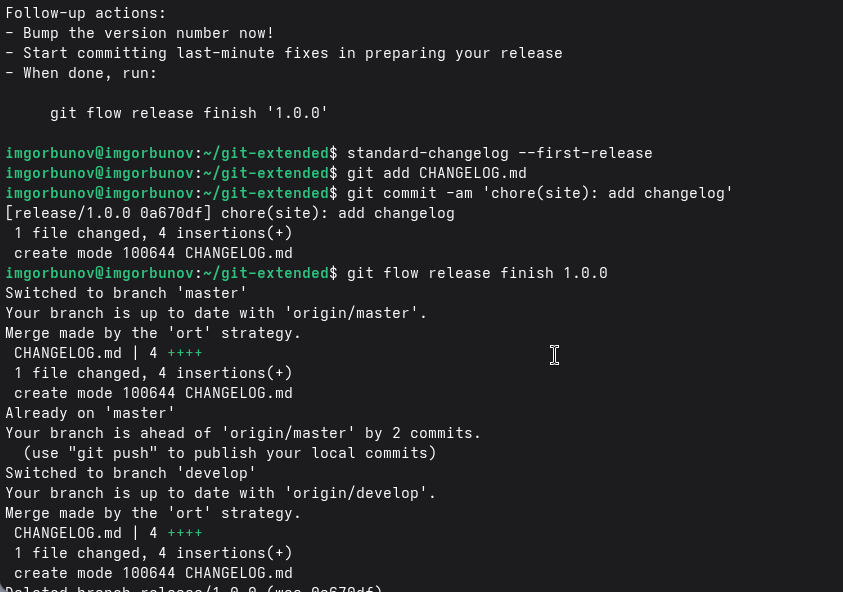 Follow-up actions:
- Bump the version number now!
- Start committing last-minute fixes in preparing your release
- When done, run:
git flow release finish '1.0.0'
imgorbunov@imgorbunov:~/git-extended$ standard-changelog --first-release
imgorbunov@imgorbunov:~/git-extended$ git add CHANGELOG.md
imgorbunov@imgorbunov:~/git-extended$ git commit -am 'chore(site): add changelog'
[release/1.0.0 0a670df] chore(site): add changelog
1 file changed, 4 insertions(+)
create mode 100644 CHANGELOG.md
imgorbunov@imgorbunov:~/git-extended$ git flow release finish 1.0.0
Switched to branch 'master'
Your branch is up to date with 'origin/master'.
Merge made by the 'ort' strategy.
CHANGELOG.md | 4 ++++
1 file changed, 4 insertions(+)
create mode 100644 CHANGELOG.md
Already on 'master'
Your branch is ahead of 'origin/master' by 2 commits.
(use "git push" to publish your local commits)
Switched to branch 'develop'
Your branch is up to date with 'origin/develop'.
Merge made by the 'ort' strategy.
CHANGELOG.md | 4 ++++
1 file changed, 4 insertions(+)
create mode 100644 CHANGELOG.md
Deleted branch release/1.0.0 (was 0a670df).